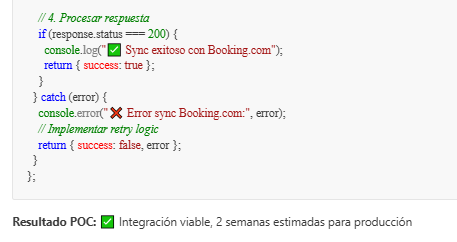 // 4. Procesar respuesta
if (response.status === 200) {
console.log("✅ Sync exitoso con Booking.com");
return { success: true };
}
} catch (error) {
console.error("❌ Error sync Booking.com:", error);
// Implementar retry logic
return { success: false, error };
}
};
Resultado POC: ✅ Integración viable, 2 semanas estimadas para producción